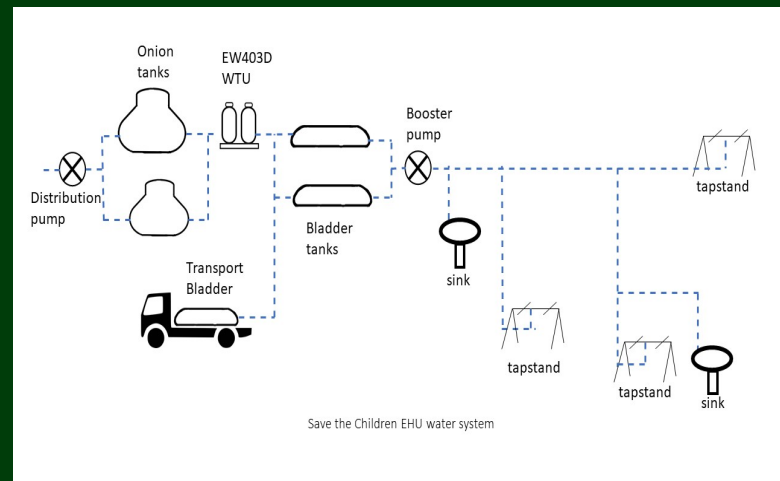 Onion
tanks
EW403D
WTU
Booster
pump
Distribution
pump
tapstand
Bladder
tanks
sink
Transport
Bladder
tapstand
tapstand
sink
Save the Children EHU water system